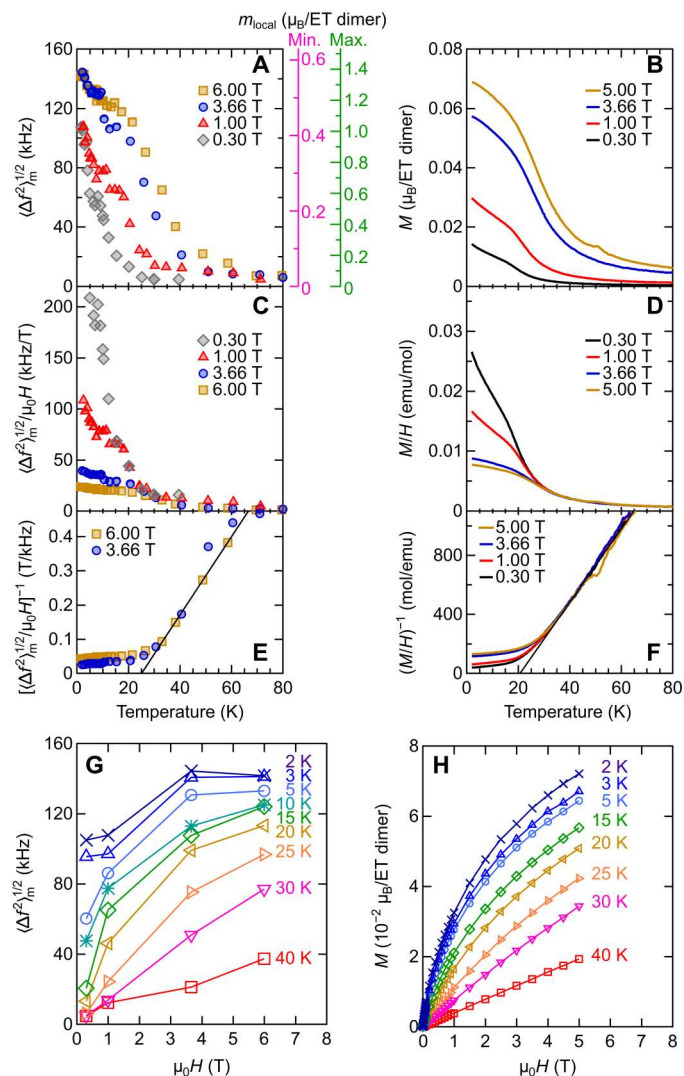 m_local (μ_B/ET dimer)
Min. Max.
A
160
140
120
100
80
60
40
20
0
⟨Δf²⟩_m^1/2 (kHz)
6.00 T
3.66 T
1.00 T
0.30 T
0.6
0.4
0.2
0
1.4
1.2
1.0
0.8
0.6
0.4
0.2
0
B
0.08
0.06
0.04
0.02
0
M (μ_B/ET dimer)
5.00 T
3.66 T
1.00 T
0.30 T
C
200
150
100
50
0
⟨Δf²⟩_m^1/2/μ₀H (kHz/T)
0.30 T
1.00 T
3.66 T
6.00 T
D
0.03
0.02
0.01
0
M/H (emu/mol)
0.30 T
1.00 T
3.66 T
5.00 T
E
0.4
0.3
0.2
0.1
0
[⟨Δf²⟩_m^1/2/μ₀H]⁻¹ (T/kHz)
6.00 T
3.66 T
0 20 40 60 80
Temperature (K)
F
800
400
0
(M/H)⁻¹ (mol/emu)
5.00 T
3.66 T
1.00 T
0.30 T
0 20 40 60 80
Temperature (K)
G
160
120
80
40
0
⟨Δf²⟩_m^1/2 (kHz)
2 K
3 K
5 K
10 K
15 K
20 K
25 K
30 K
40 K
0 1 2 3 4 5 6 7 8
μ₀H (T)
H
8
6
4
2
0
M (10⁻² μ_B/ET dimer)
2 K
3 K
5 K
15 K
20 K
25 K
30 K
40 K
0 1 2 3 4 5 6 7 8
μ₀H (T)